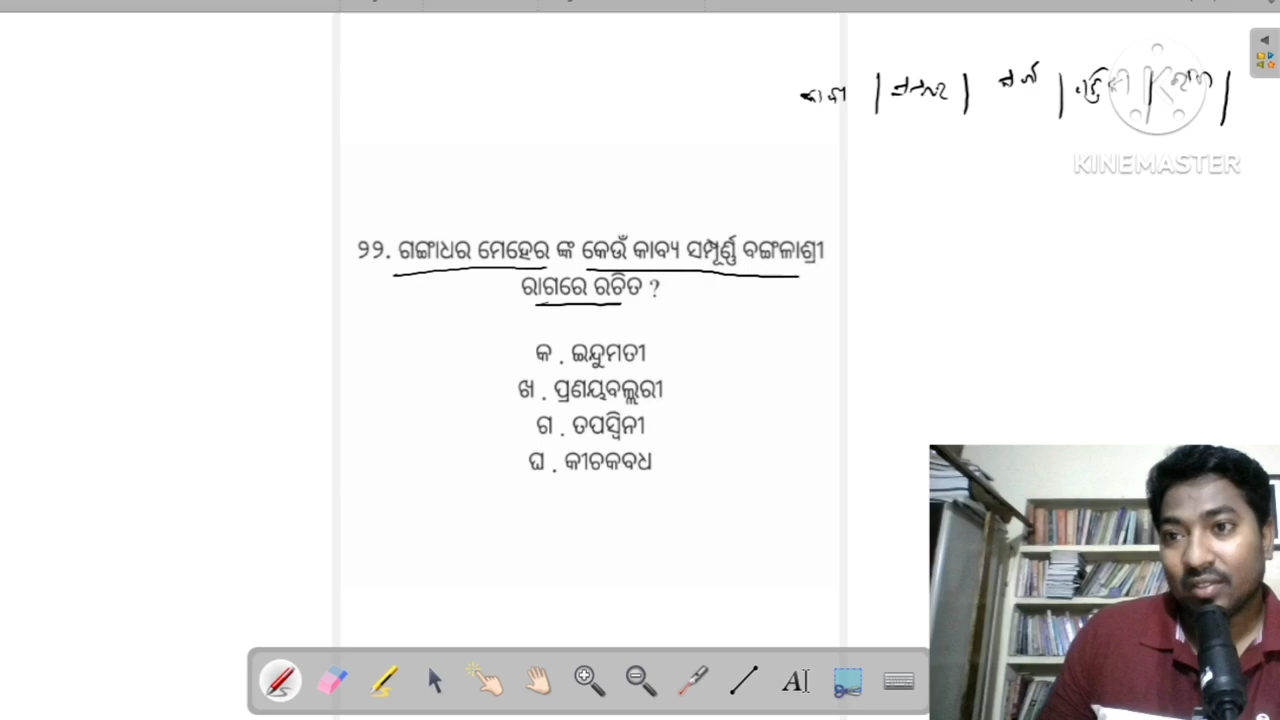 KINEMASTER
୨୨. ଗଙ୍ଗାଧର ମେହେର ଙ୍କ କେଉଁ କାବ୍ୟ ସମ୍ପୂର୍ଣ୍ଣ ବଙ୍ଗଳାଶ୍ରୀ
ରାଗରେ ରଚିତ ?
କ . ଇନ୍ଦୁମତୀ
ଖ . ପ୍ରଣୟବଲ୍ଲରୀ
ଗ . ତପସ୍ୱିନୀ
ଘ . କୀଚକବଧ